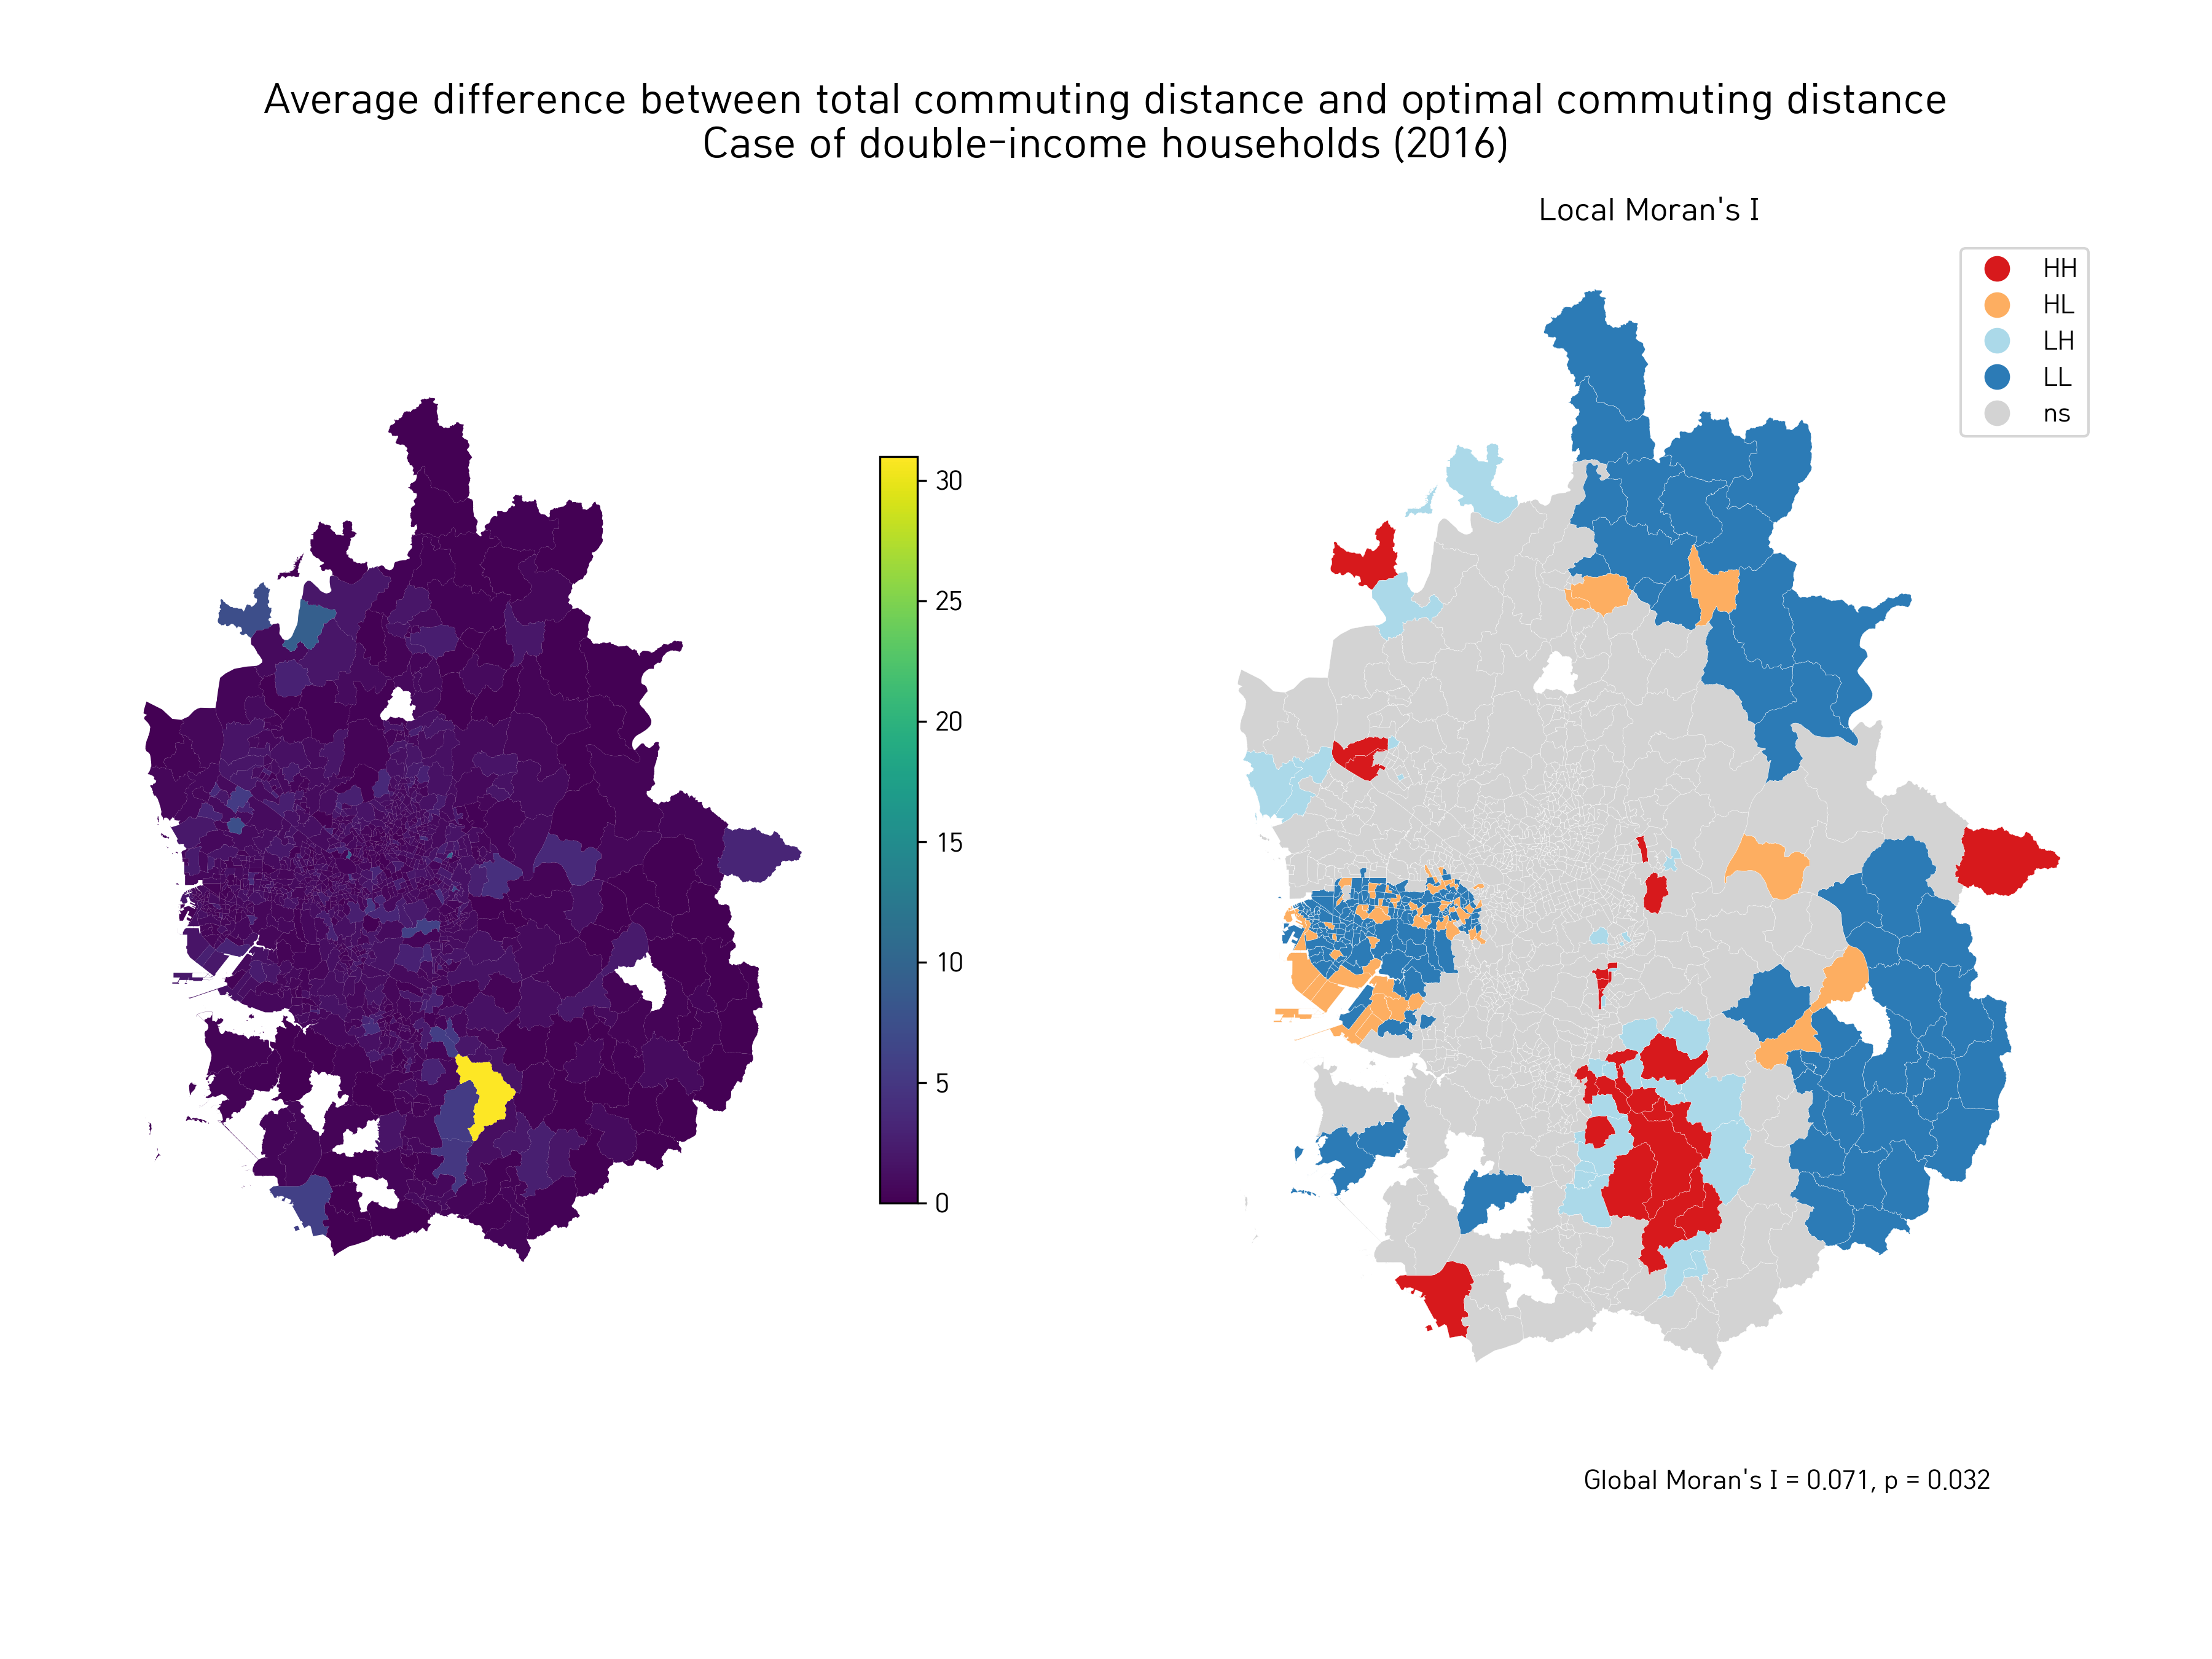 Average difference between total commuting distance and optimal commuting distance
Case of double-income households (2016)
Local Moran's I
HH
HL
LH
LL
ns
30
25
20
15
10
5
0
Global Moran's I = 0.071, p = 0.032